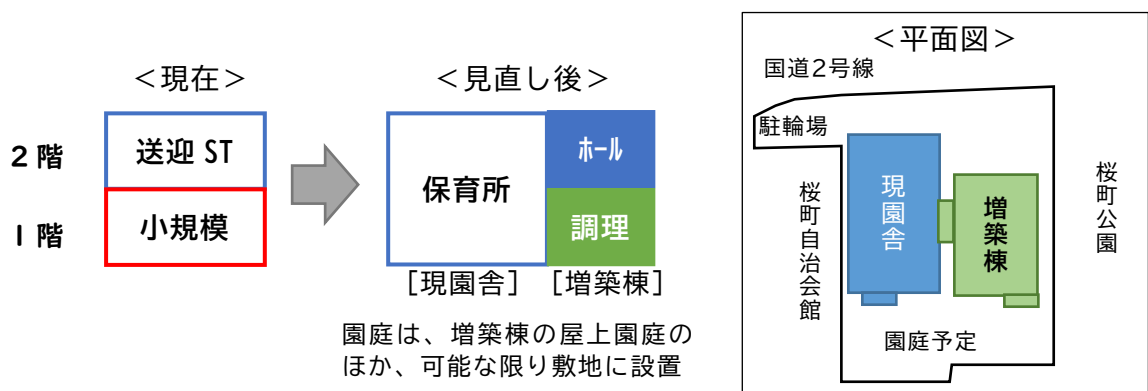 ＜現在＞
２階
送迎 ST
１階
小規模
＜見直し後＞
保育所
ﾎｰﾙ
調理
［現園舎］
［増築棟］
園庭は、増築棟の屋上園庭の
ほか、可能な限り敷地に設置
＜平面図＞
国道２号線
駐輪場
桜町自治会館
現園舎
増築棟
桜町公園
園庭予定